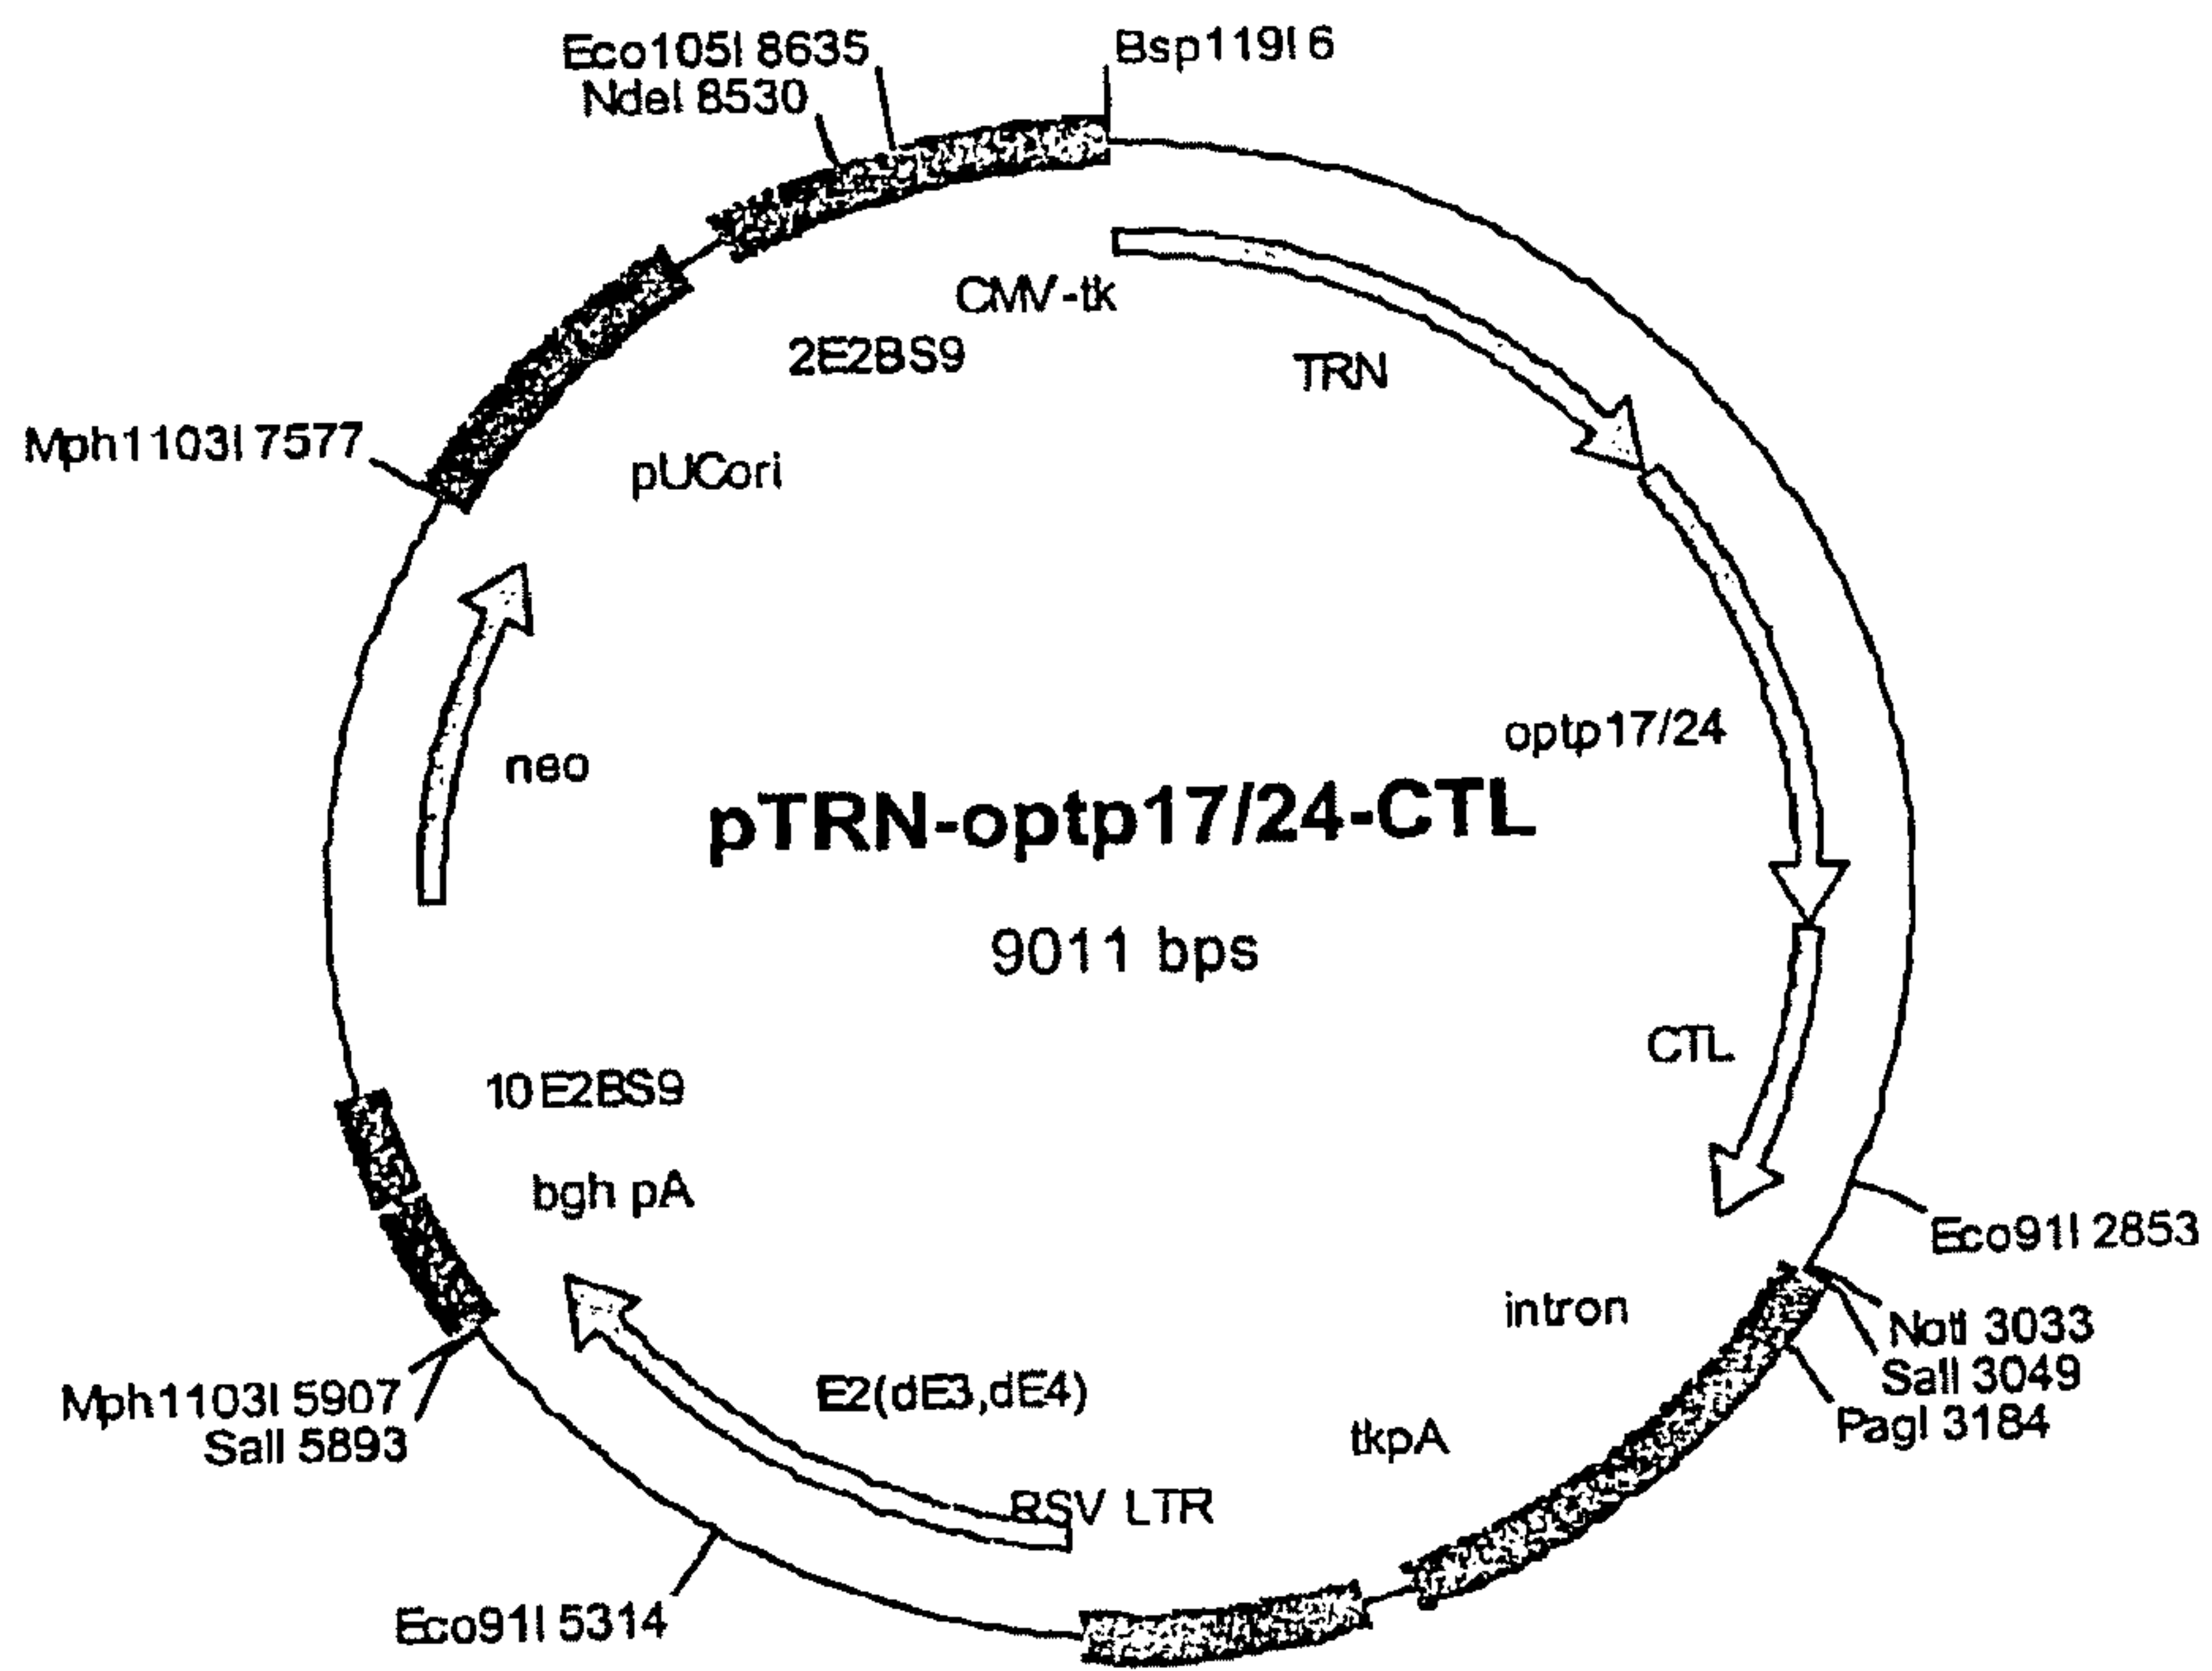 Eco105I 8635
NdeI 8530
Bsp119I 6
CMV-tk
2E2BS9
TRN
Mph1103I 7577
pUCori
optp17/24
neo
pTRN-optp17/24-CTL
9011 bps
CTL
10E2BS9
bgh pA
Eco91I 2853
intron
NotI 3033
SalI 3049
PagI 3184
E2(dE3,dE4)
Mph1103I 5907
SalI 5893
tkpA
RSV LTR
Eco91I 5314